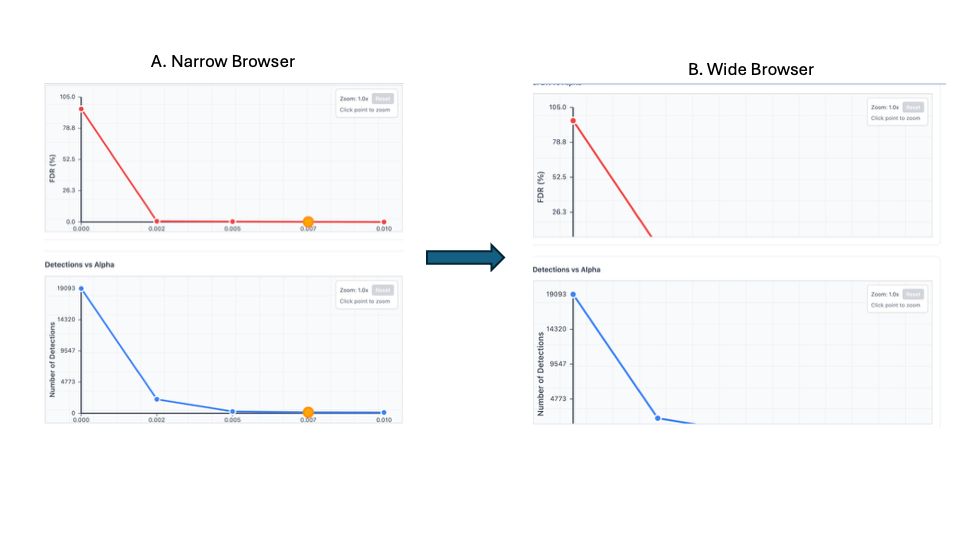 A. Narrow Browser
105.0
78.8
52.5
26.3
0.0
FDR (%)
0.000
0.002
0.005
0.007
0.010
Zoom: 1.0x Reset
Click point to zoom
Detections vs Alpha
19093
14320
9547
4773
0
Number of Detections
0.000
0.002
0.005
0.007
0.010
Zoom: 1.0x Reset
Click point to zoom
B. Wide Browser
105.0
78.8
52.5
26.3
FDR (%)
Zoom: 1.0x Reset
Click point to zoom
Detections vs Alpha
19093
14320
9547
4773
Number of Detections
Zoom: 1.0x Reset
Click point to zoom